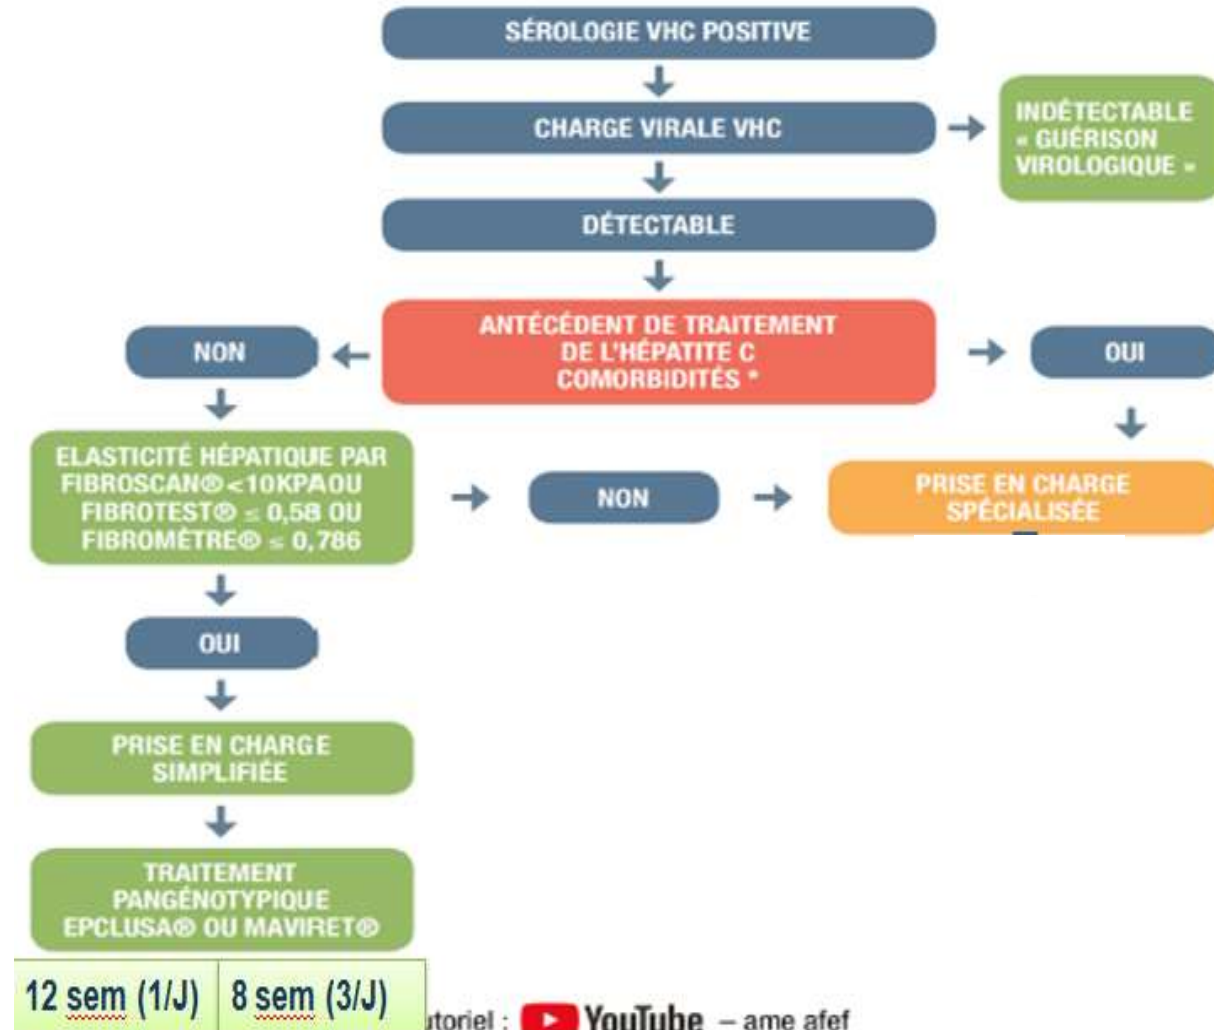 SÉROLOGIE VHC POSITIVE
CHARGE VIRALE VHC
INDÉTECTABLE
« GUÉRISON
VIROLOGIQUE »
DÉTECTABLE
ANTÉCÉDENT DE TRAITEMENT
DE L'HÉPATITE C
COMORBIDITÉS *
NON
OUI
ELASTICITÉ HÉPATIQUE PAR
FIBROSCAN® <10KPA OU
FIBROTEST® ≤ 0,58 OU
FIBROMÈTRE® ≤ 0,786
NON
PRISE EN CHARGE
SPÉCIALISÉE
OUI
PRISE EN CHARGE
SIMPLIFIÉE
TRAITEMENT
PANGÉNOTYPIQUE
EPCLUSA® OU MAVIRET®
12 sem (1/J) 8 sem (3/J)
utoriel : YouTube – ame afef